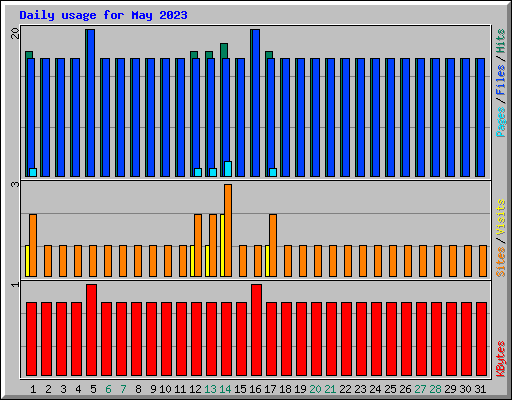 Daily usage for May 2023
20
Pages/Files/Hits
3
Sites/Visits
1
KBytes
1 2 3 4 5 6 7 8 9 10 11 12 13 14 15 16 17 18 19 20 21 22 23 24 25 26 27 28 29 30 31